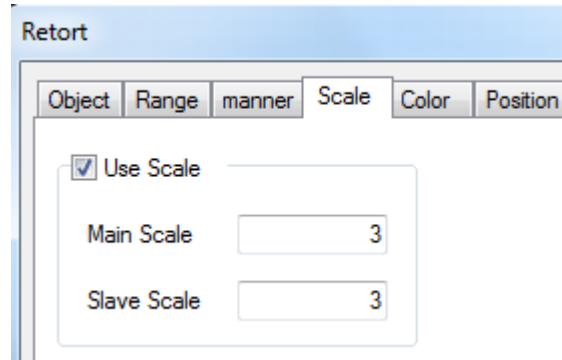 Retort
Object Range manner Scale Color Position
Use Scale
Main Scale 3
Slave Scale 3